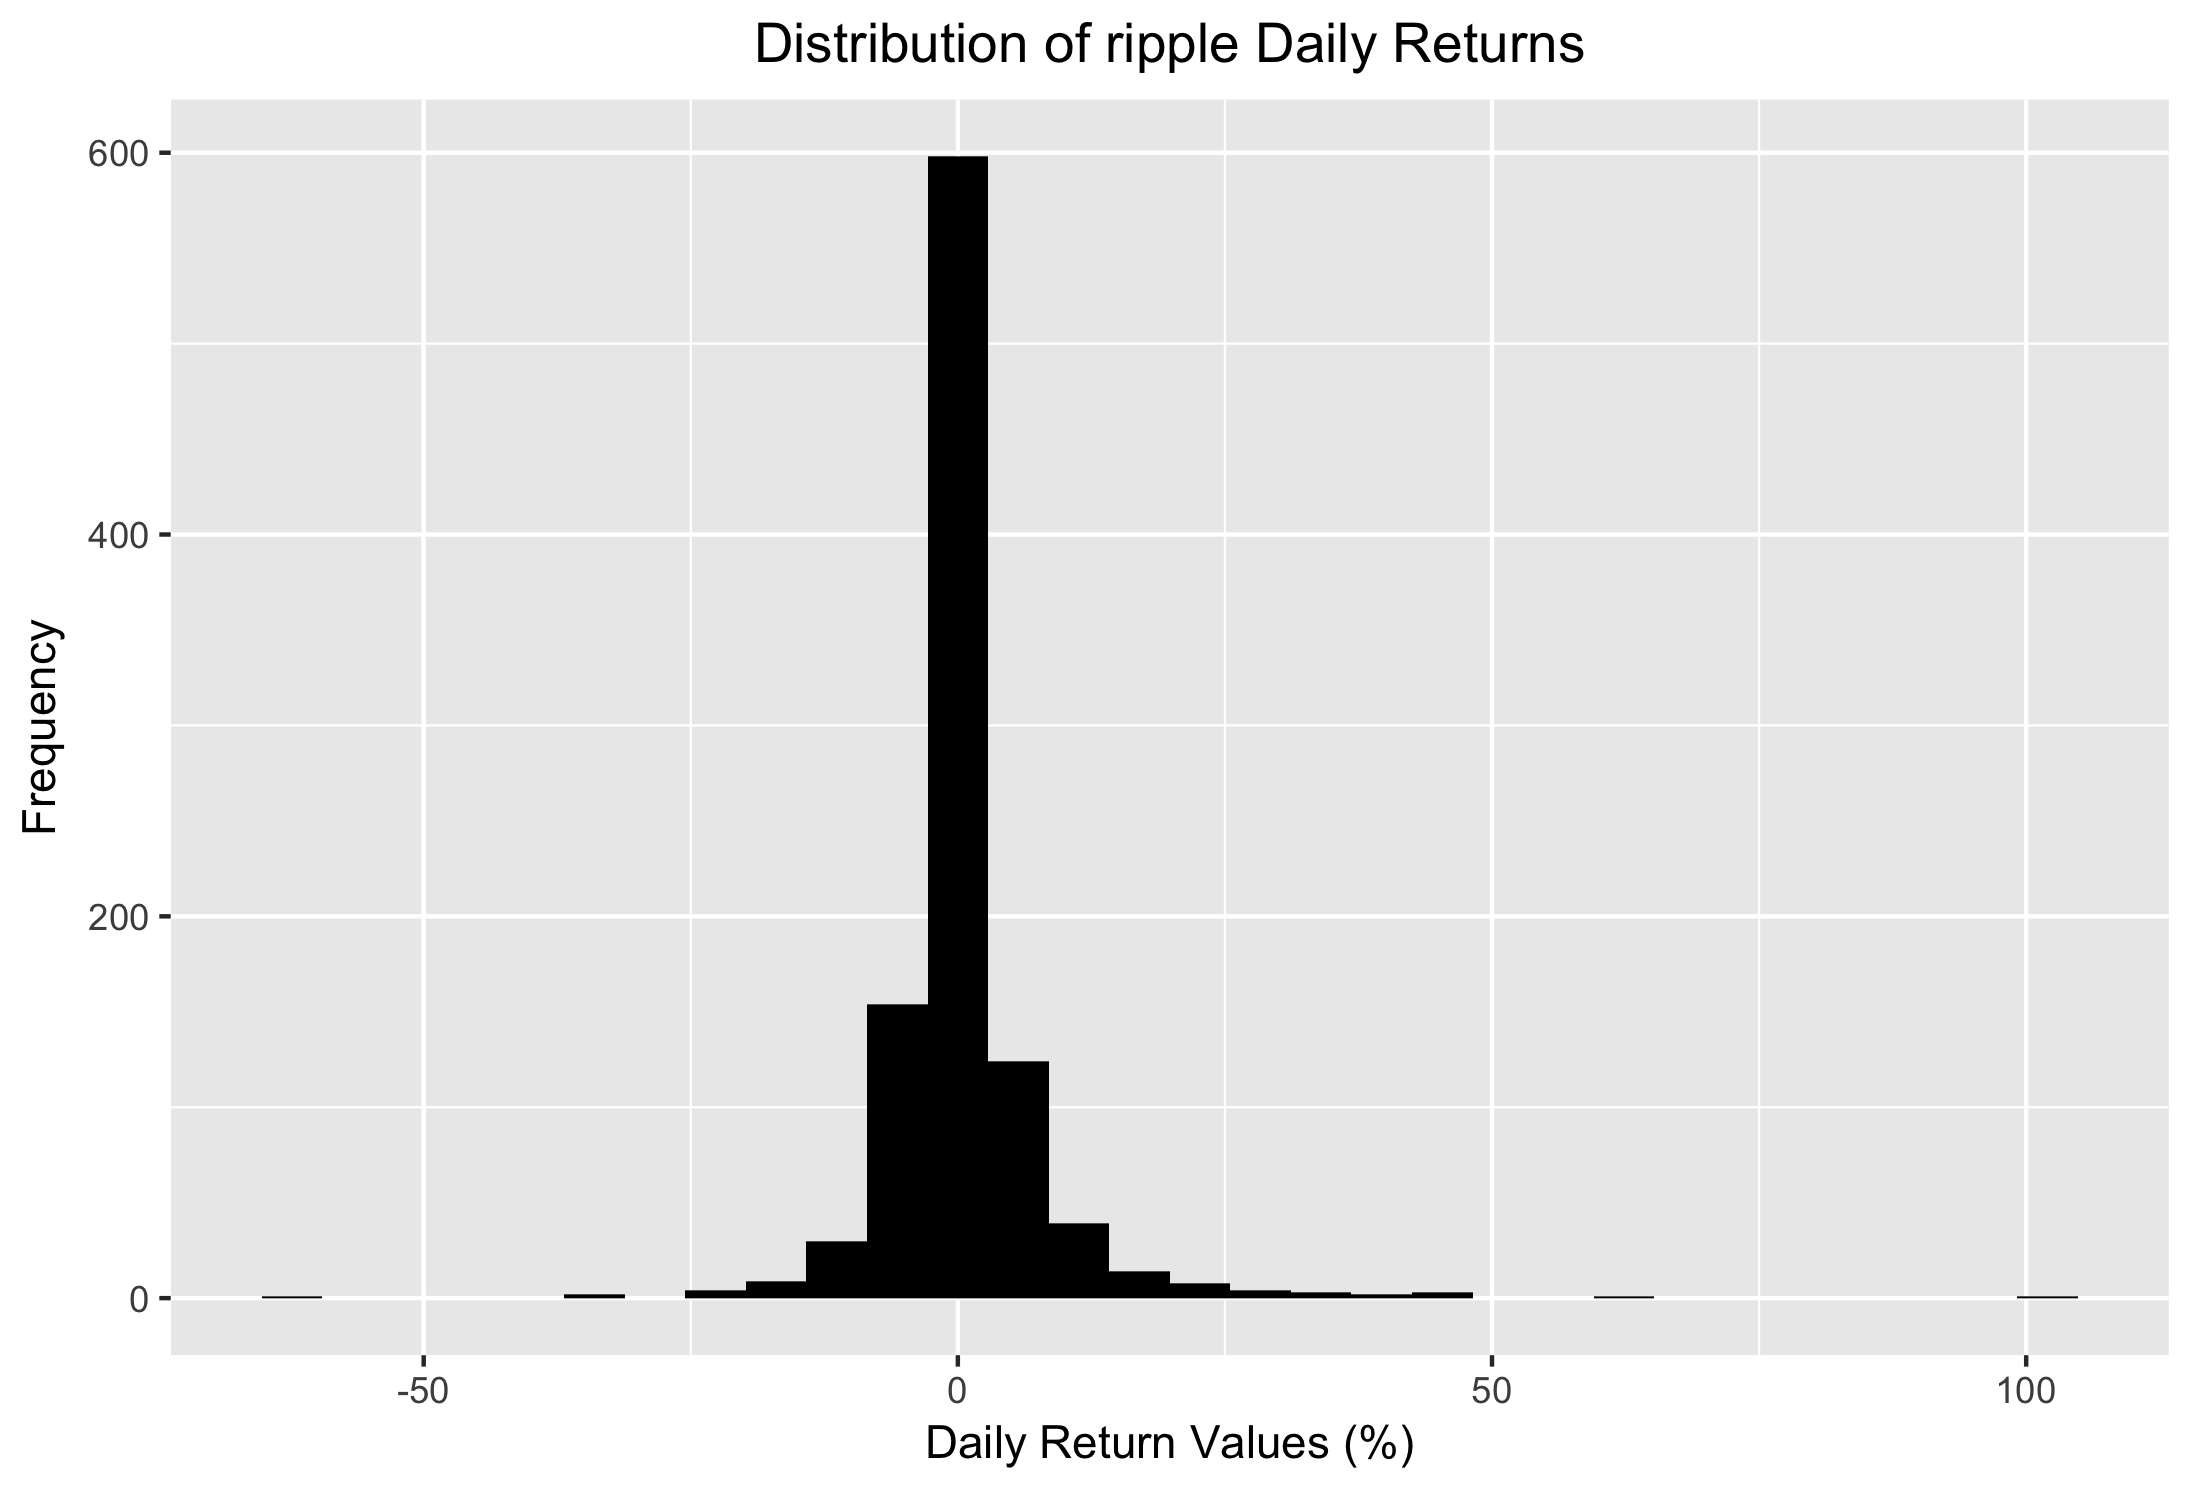 Distribution of ripple Daily Returns
600
400
200
0
Frequency
-50 0 50 100
Daily Return Values (%)